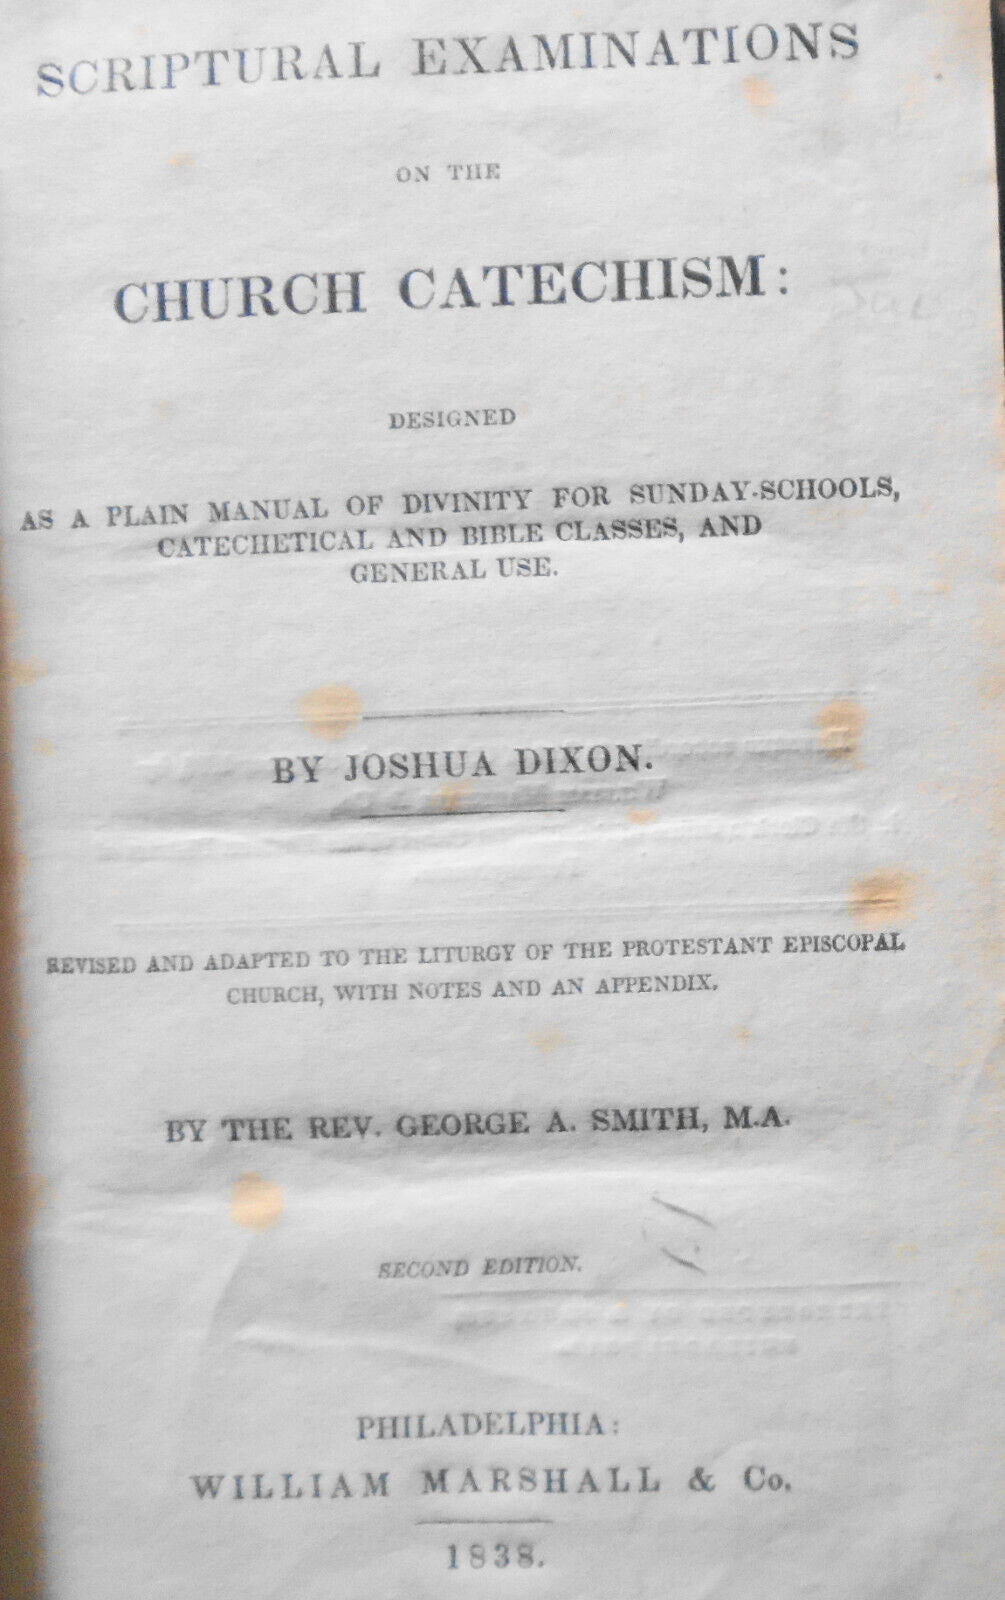 SCRIPTURAL EXAMINATIONS
ON THE
CHURCH CATECHISM:
DESIGNED
AS A PLAIN MANUAL OF DIVINITY FOR SUNDAY-SCHOOLS,
CATECHETICAL AND BIBLE CLASSES, AND
GENERAL USE.
BY JOSHUA DIXON.
REVISED AND ADAPTED TO THE LITURGY OF THE PROTESTANT EPISCOPAL
CHURCH, WITH NOTES AND AN APPENDIX.
BY THE REV. GEORGE A. SMITH, M.A.
SECOND EDITION.
PHILADELPHIA:
WILLIAM MARSHALL & Co.
1838.